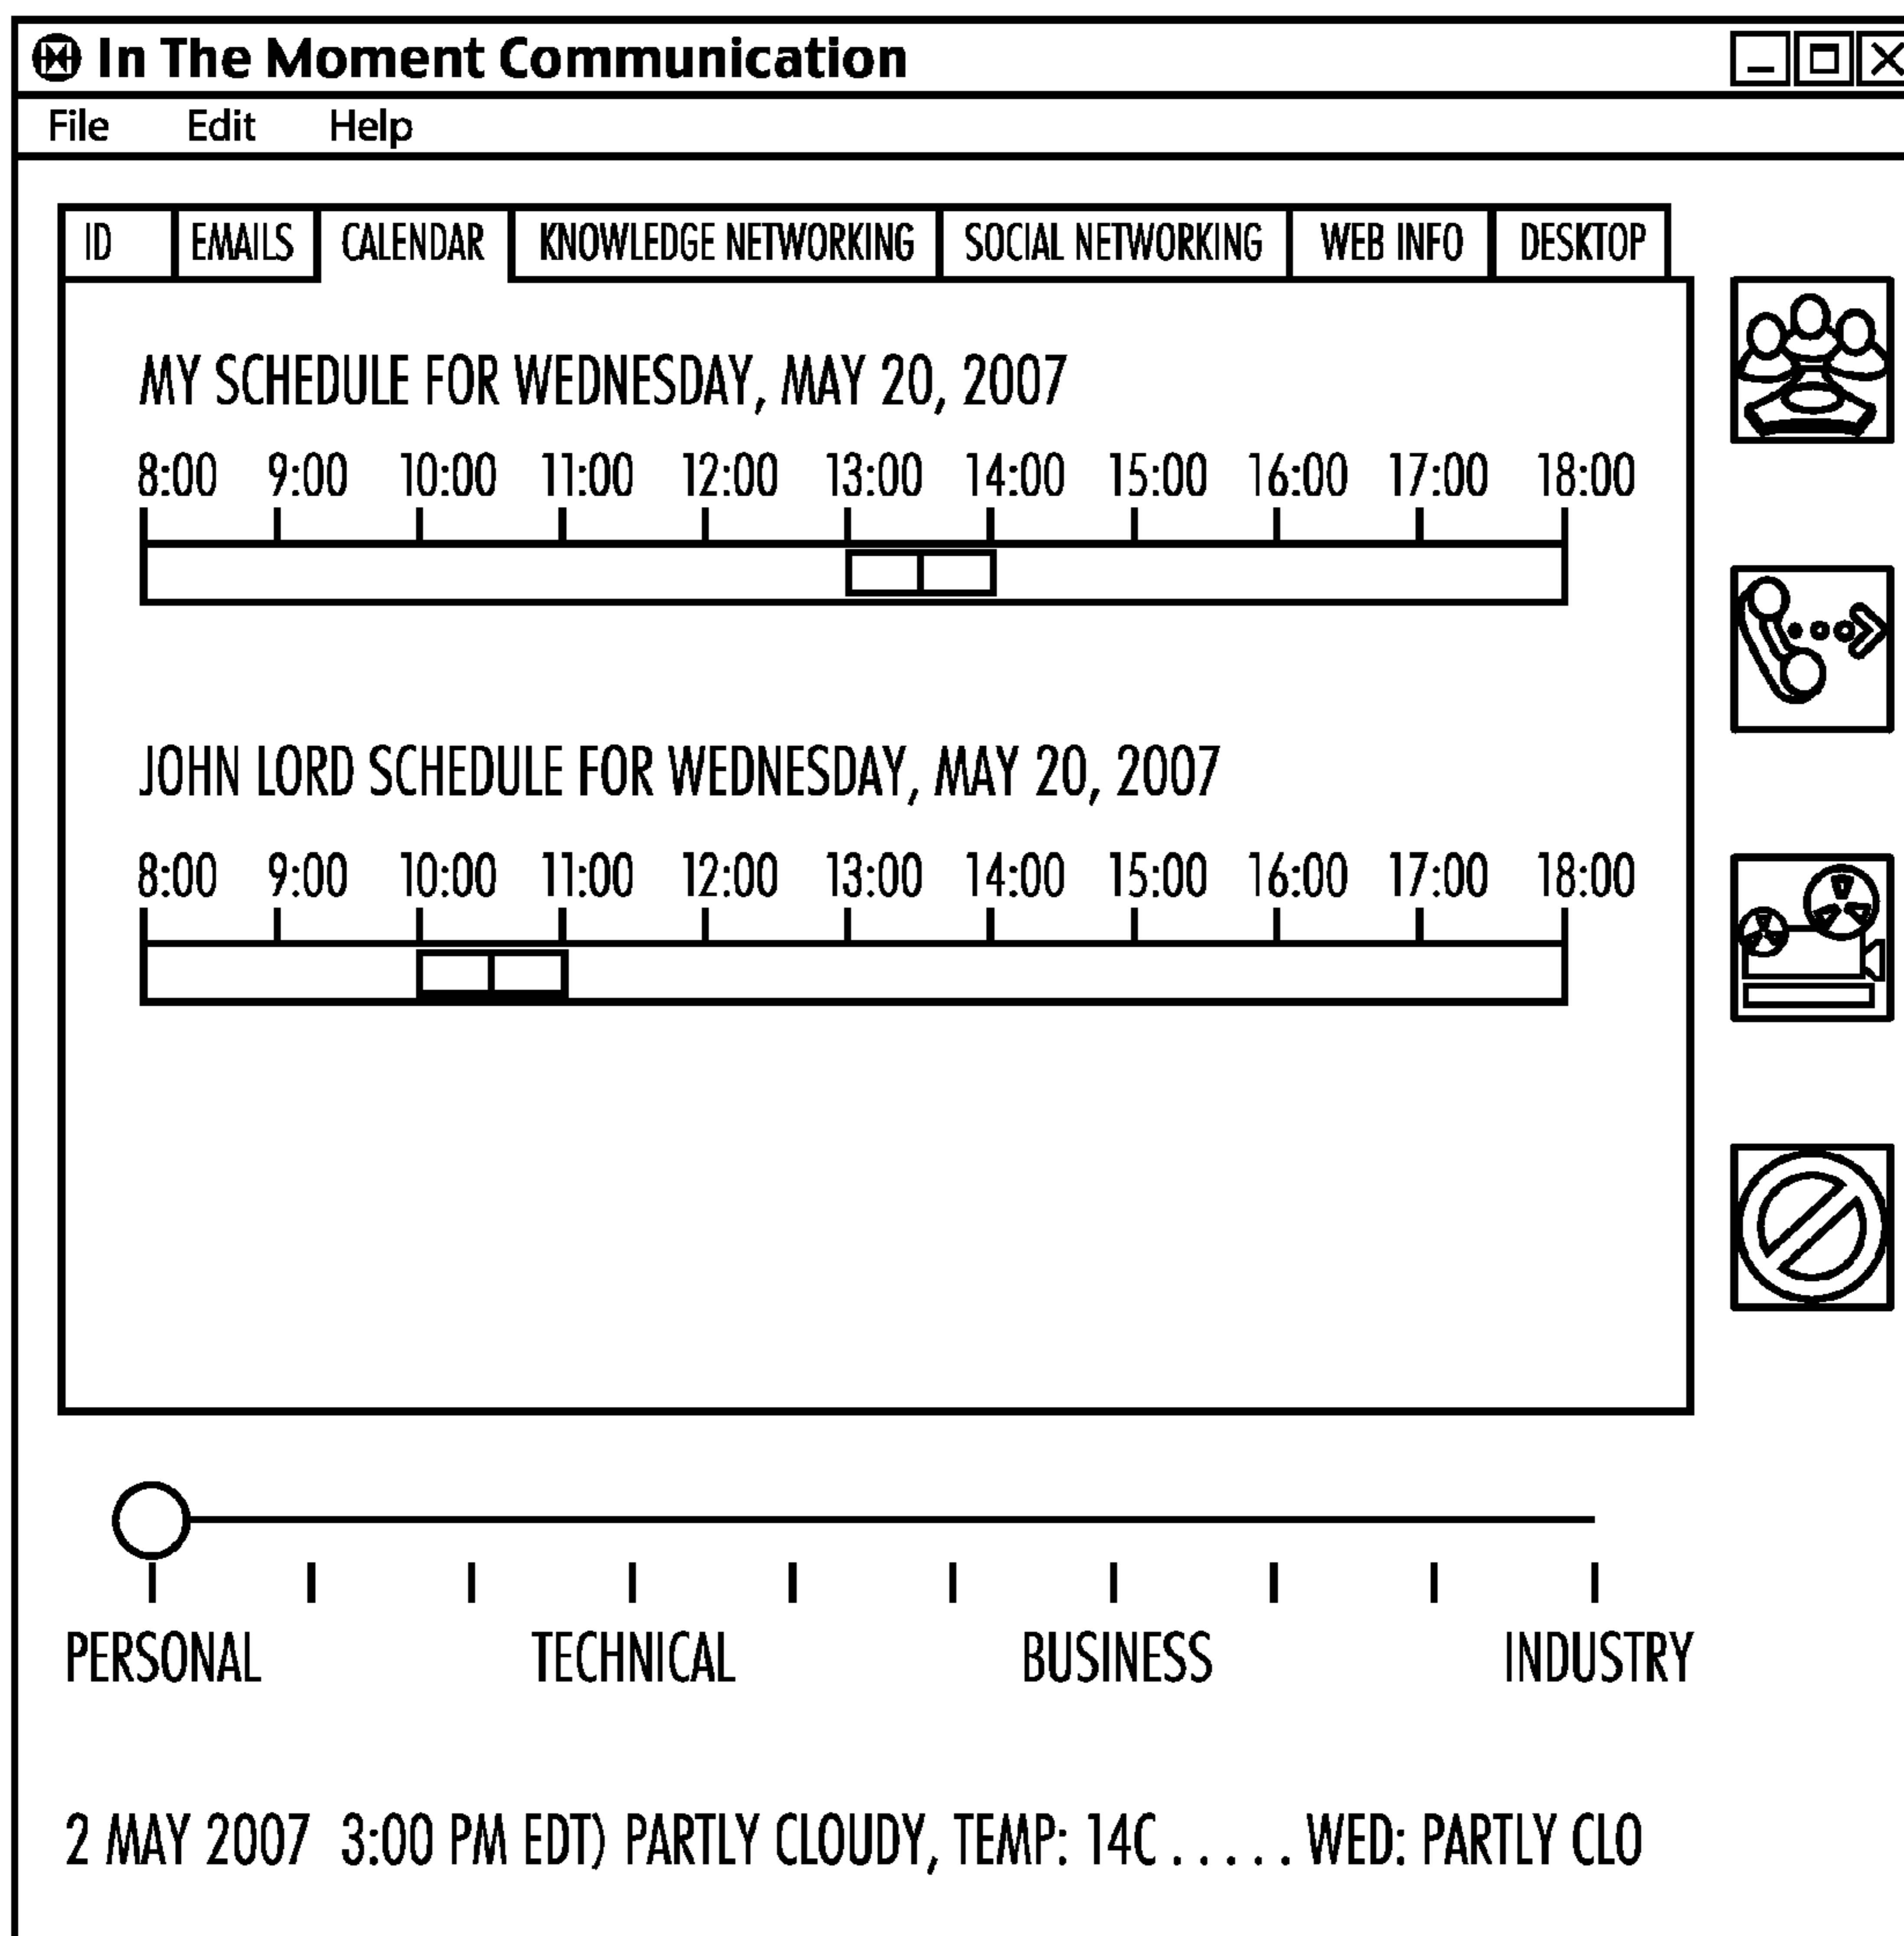 In The Moment Communication
File Edit Help
ID EMAILS CALENDAR KNOWLEDGE NETWORKING SOCIAL NETWORKING WEB INFO DESKTOP
MY SCHEDULE FOR WEDNESDAY, MAY 20, 2007
8:00 9:00 10:00 11:00 12:00 13:00 14:00 15:00 16:00 17:00 18:00
JOHN LORD SCHEDULE FOR WEDNESDAY, MAY 20, 2007
8:00 9:00 10:00 11:00 12:00 13:00 14:00 15:00 16:00 17:00 18:00
PERSONAL TECHNICAL BUSINESS INDUSTRY
2 MAY 2007 3:00 PM EDT) PARTLY CLOUDY, TEMP: 14C . . . . . WED: PARTLY CLO